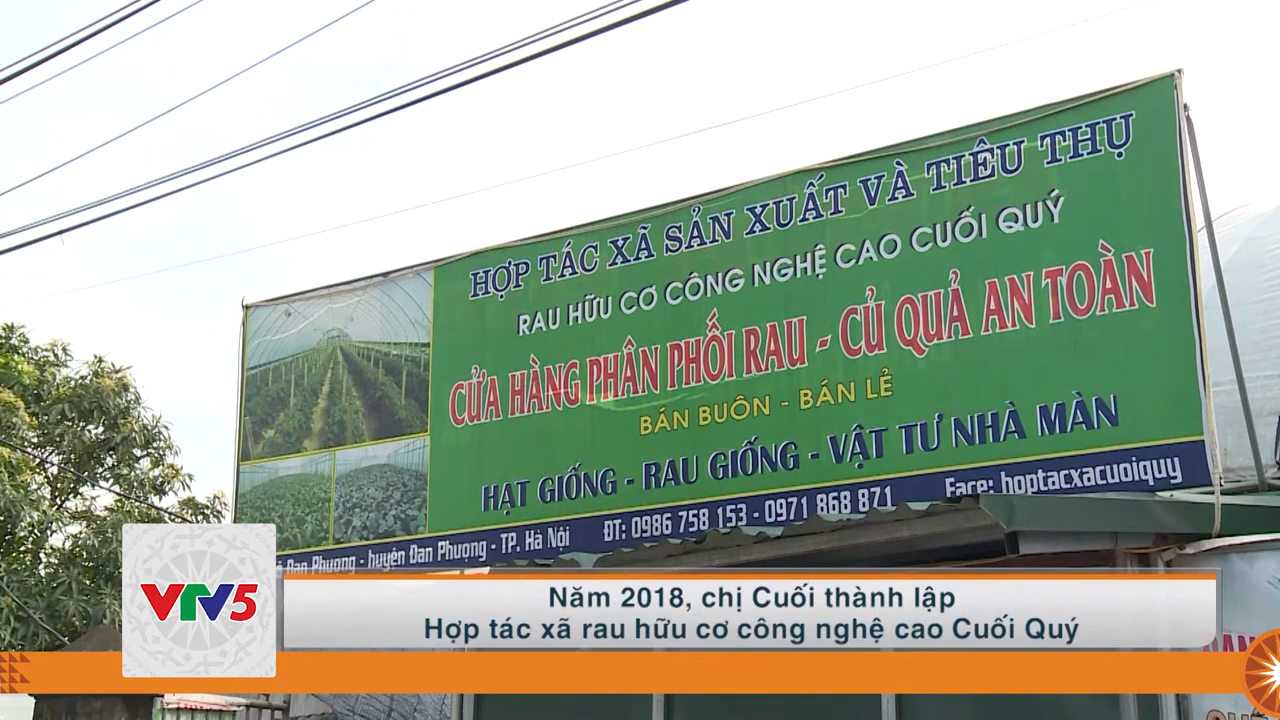 HỢP TÁC XÃ SẢN XUẤT VÀ TIÊU THỤ
RAU HỮU CƠ CÔNG NGHỆ CAO CUỐI QUÝ
CỬA HÀNG PHÂN PHỐI RAU - CỦ QUẢ AN TOÀN
BÁN BUÔN - BÁN LẺ
HẠT GIỐNG - RAU GIỐNG - VẬT TƯ NHÀ MÀN
Đan Phượng - huyện Đan Phượng - TP. Hà Nội ĐT: 0986 758 153 - 0971 868 871 Face: hoptacxacuoiquy
VTV5
Năm 2018, chị Cuối thành lập
Hợp tác xã rau hữu cơ công nghệ cao Cuối Quý